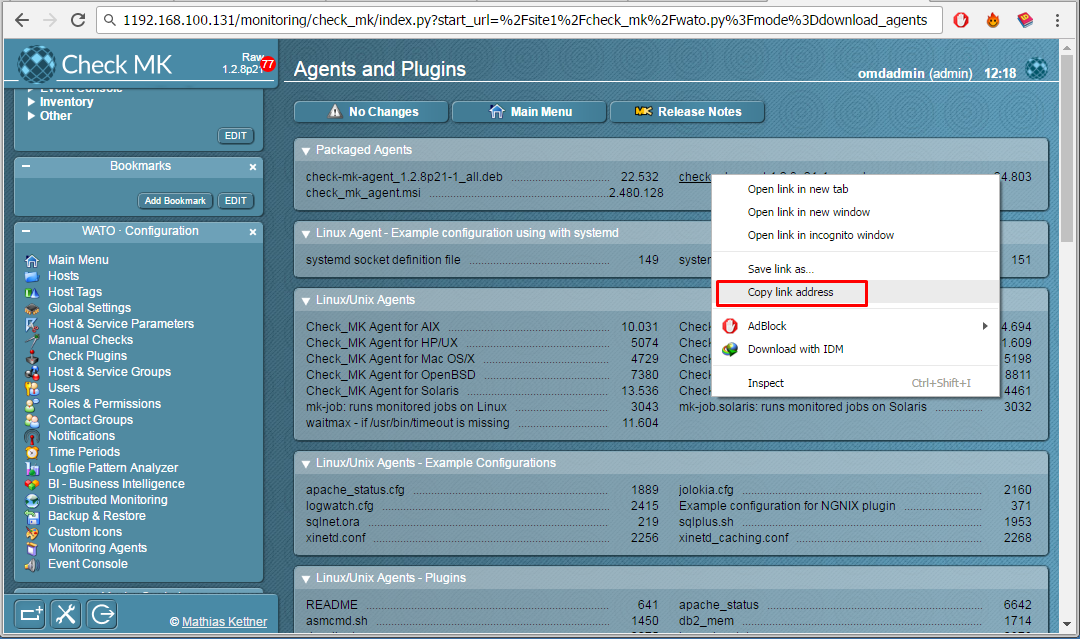 1192.168.100.131/monitoring/check_mk/index.py?start_url=%2Fsite1%2Fcheck_mk%2Fwato.py%3Fmode%3Ddownload_agents
Check MK
Raw
1.2.8p21
77
Agents and Plugins
omdadmin (admin) 12:18
Event Console
Inventory
Other
EDIT
Bookmarks
Add Bookmark
EDIT
WATO · Configuration
Main Menu
Hosts
Host Tags
Global Settings
Host & Service Parameters
Manual Checks
Check Plugins
Host & Service Groups
Users
Roles & Permissions
Contact Groups
Notifications
Time Periods
Logfile Pattern Analyzer
BI - Business Intelligence
Distributed Monitoring
Backup & Restore
Custom Icons
Monitoring Agents
Event Console
© Mathias Kettner
No Changes
Main Menu
MK Release Notes
Packaged Agents
check-mk-agent_1.2.8p21-1_all.deb 22.532
check 4.803
check_mk_agent.msi 2.480.128
Linux Agent - Example configuration using with systemd
systemd socket definition file 149
system 151
Linux/Unix Agents
Check_MK Agent for AIX 10.031
Check 4.694
Check_MK Agent for HP/UX 5074
Check 1.609
Check_MK Agent for Mac OS/X 4729
Check 5198
Check_MK Agent for OpenBSD 7380
Check 8811
Check_MK Agent for Solaris 13.536
4461
mk-job: runs monitored jobs on Linux 3043
mk-job.solaris: runs monitored jobs on Solaris 3032
waitmax - if /usr/bin/timeout is missing 11.604
Open link in new tab
Open link in new window
Open link in incognito window
Save link as...
Copy link address
AdBlock
Download with IDM
Inspect Ctrl+Shift+I
Linux/Unix Agents - Example Configurations
apache_status.cfg 1889
jolokia.cfg 2160
logwatch.cfg 2415
Example configuration for NGNIX plugin 371
sqlnet.ora 219
sqlplus.sh 1953
xinetd.conf 2256
xinetd_caching.conf 2268
Linux/Unix Agents - Plugins
README 641
apache_status 6642
asmcmd.sh 1450
db2_mem 1714